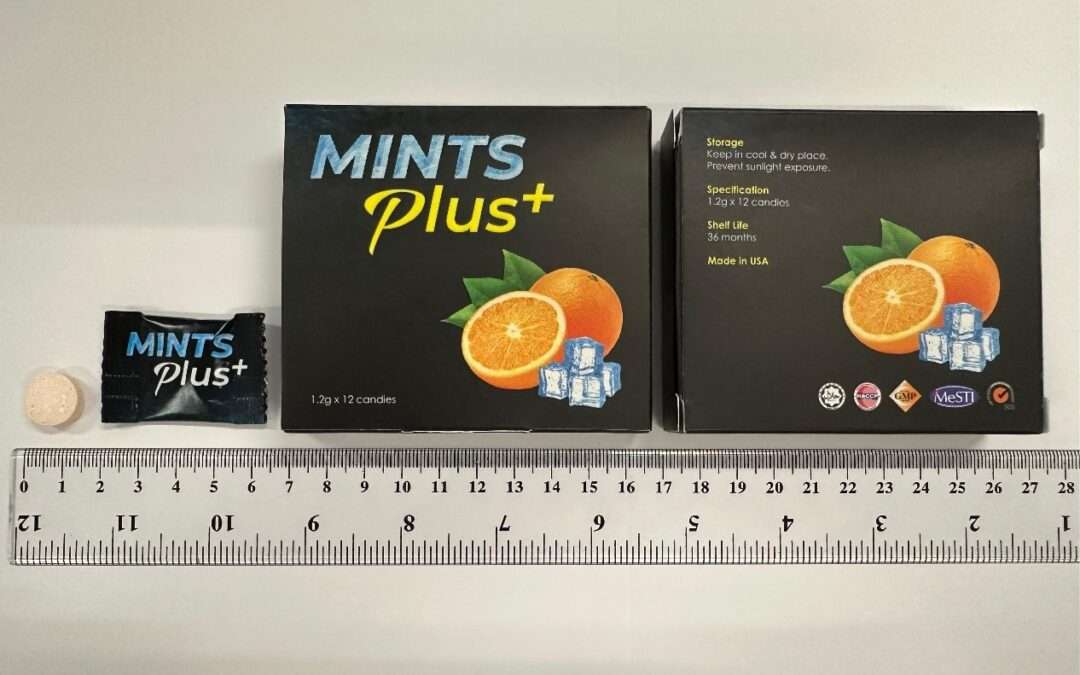 MINTS
Plus+
MINTS
Plus+
1.2g x 12 candies
Storage
Keep in cool & dry place.
Prevent sunlight exposure.
Specification
1.2g x 12 candies
Shelf Life
36 months
Made in USA
HACCP
GMP
MeSTI
0 1 2 3 4 5 6 7 8 9 10 11 12 13 14 15 16 17 18 19 20 21 22 23 24 25 26 27 28
12 11 10 9 8 7 6 5 4 3 2 1